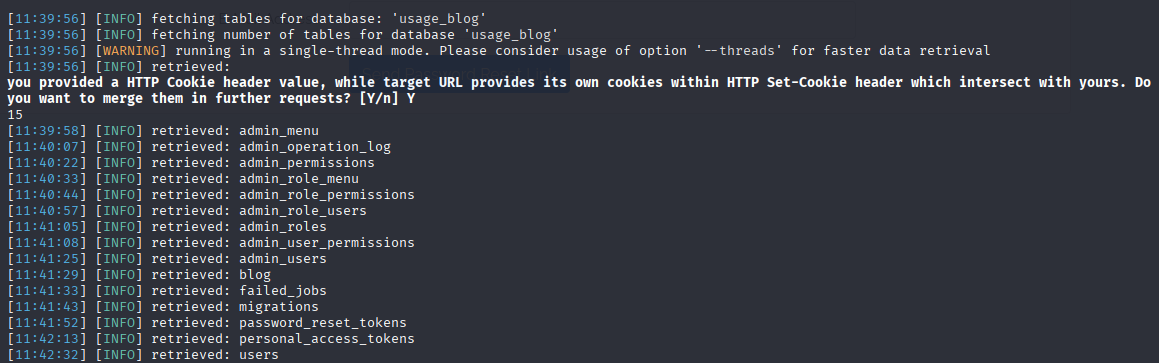 [11:39:56] [INFO] fetching tables for database: 'usage_blog'
[11:39:56] [INFO] fetching number of tables for database 'usage_blog'
[11:39:56] [WARNING] running in a single-thread mode. Please consider usage of option '--threads' for faster data retrieval
[11:39:56] [INFO] retrieved:
you provided a HTTP Cookie header value, while target URL provides its own cookies within HTTP Set-Cookie header which intersect with yours. Do
you want to merge them in further requests? [Y/n] Y
15
[11:39:58] [INFO] retrieved: admin_menu
[11:40:07] [INFO] retrieved: admin_operation_log
[11:40:22] [INFO] retrieved: admin_permissions
[11:40:33] [INFO] retrieved: admin_role_menu
[11:40:44] [INFO] retrieved: admin_role_permissions
[11:40:57] [INFO] retrieved: admin_role_users
[11:41:05] [INFO] retrieved: admin_roles
[11:41:08] [INFO] retrieved: admin_user_permissions
[11:41:25] [INFO] retrieved: admin_users
[11:41:29] [INFO] retrieved: blog
[11:41:33] [INFO] retrieved: failed_jobs
[11:41:43] [INFO] retrieved: migrations
[11:41:52] [INFO] retrieved: password_reset_tokens
[11:42:13] [INFO] retrieved: personal_access_tokens
[11:42:32] [INFO] retrieved: users